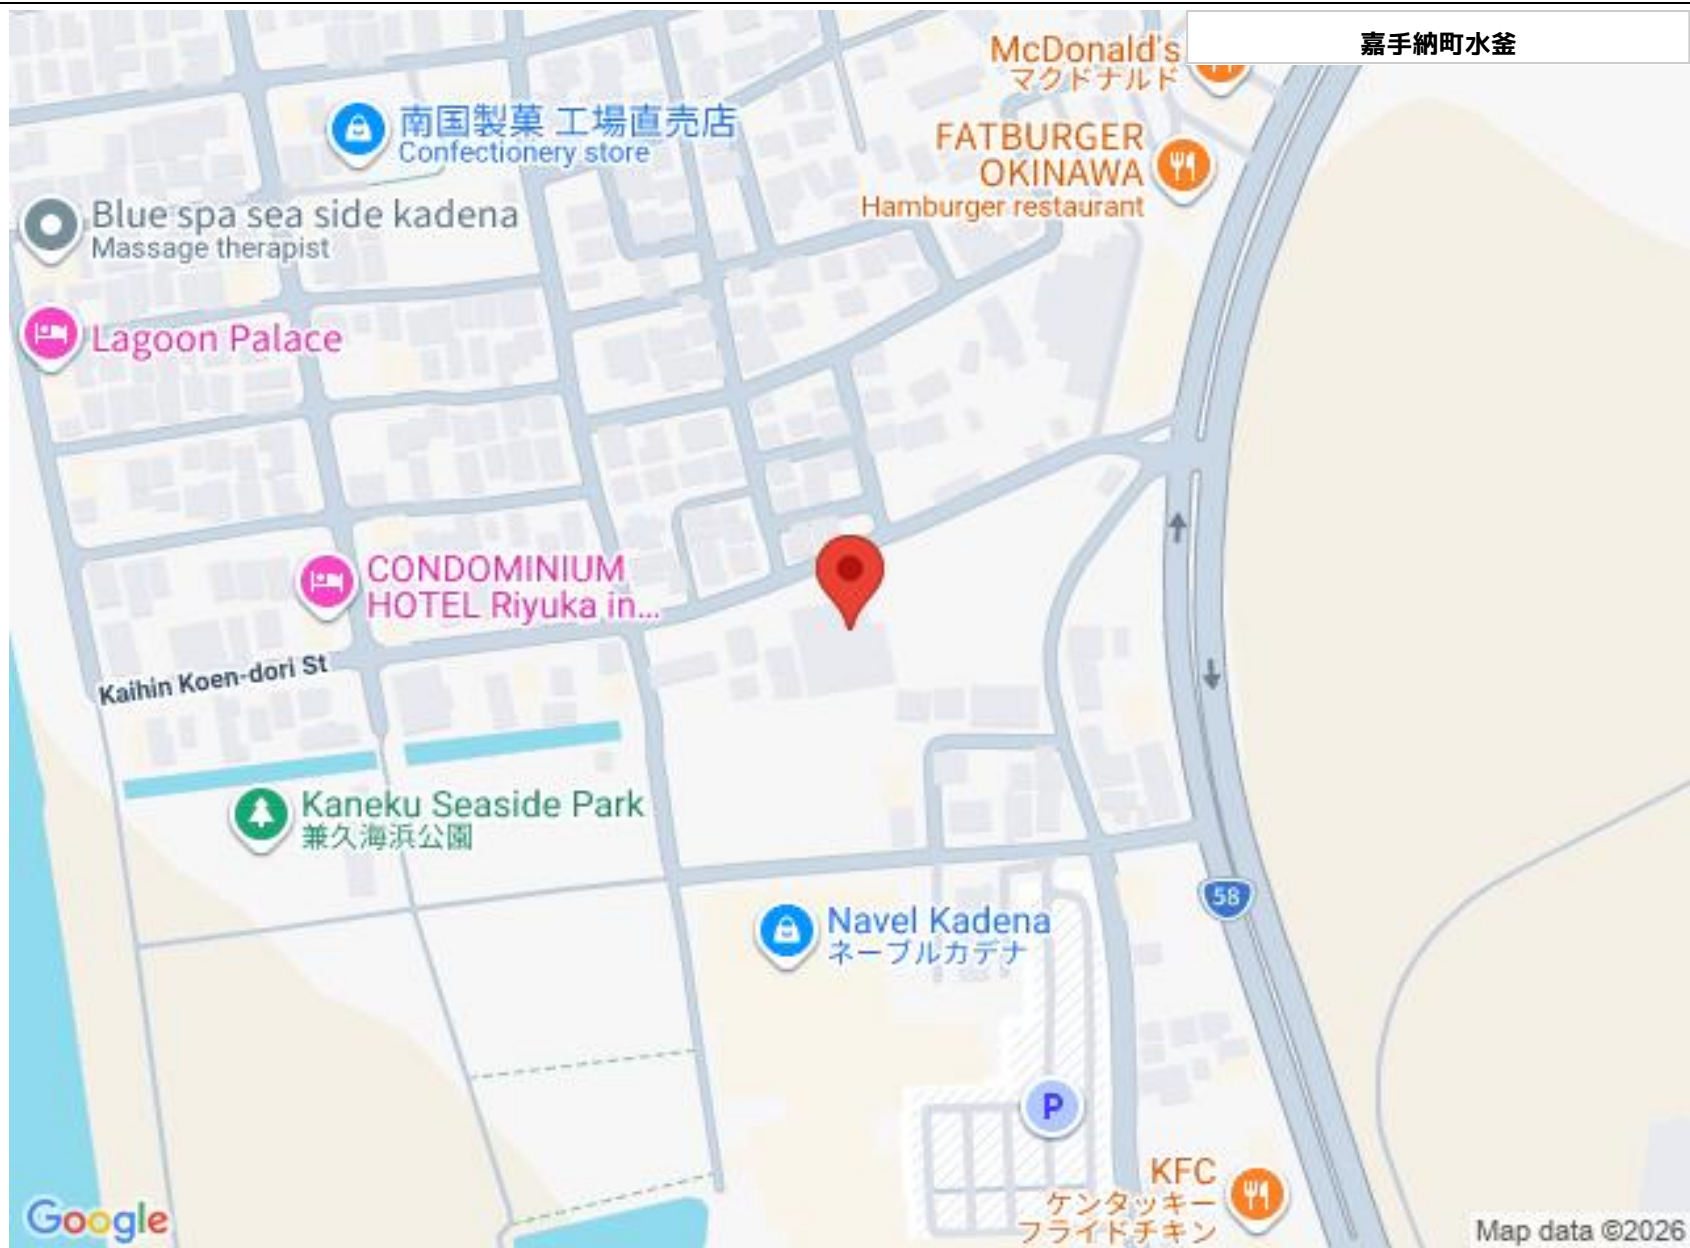 嘉手納町水釜
McDonald's
マクドナルド
南国製菓 工場直売店
Confectionery store
FATBURGER
OKINAWA
Hamburger restaurant
Blue spa sea side kadena
Massage therapist
Lagoon Palace
CONDOMINIUM
HOTEL Riyuka in...
Kaihin Koen-dori St
Kaneku Seaside Park
兼久海浜公園
58
Navel Kadena
ネーブルカデナ
P
KFC
ケンタッキー
フライドチキン
Google
Map data ©2026